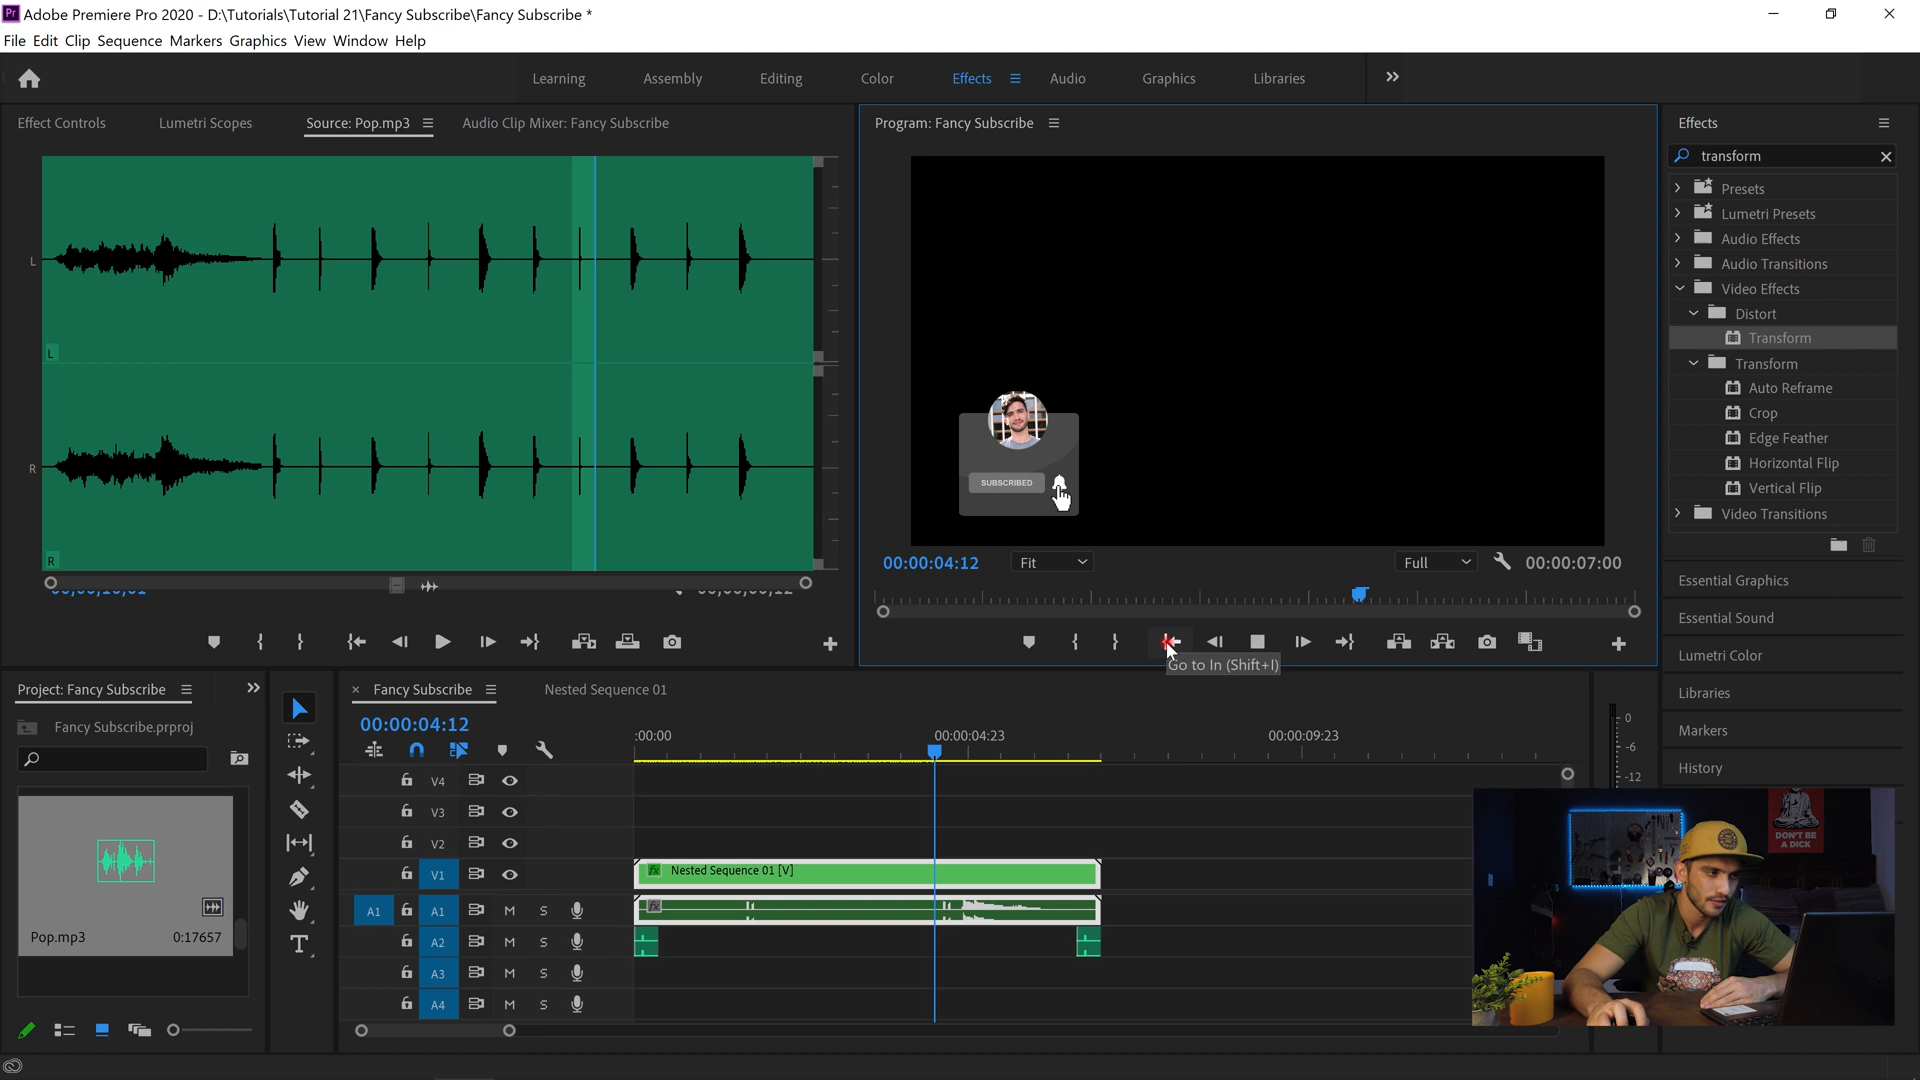 Pr Adobe Premiere Pro 2020 - D:\Tutorials\Tutorial 21\Fancy Subscribe\Fancy Subscribe *
File Edit Clip Sequence Markers Graphics View Window Help
Learning Assembly Editing Color Effects Audio Graphics Libraries
Effect Controls Lumetri Scopes Source: Pop.mp3 Audio Clip Mixer: Fancy Subscribe
L
L
R
R
Program: Fancy Subscribe
SUBSCRIBED
00:00:04:12 Fit Full 00:00:07:00
Go to In (Shift+I)
Effects
transform
Presets
Lumetri Presets
Audio Effects
Audio Transitions
Video Effects
Distort
Transform
Transform
Auto Reframe
Crop
Edge Feather
Horizontal Flip
Vertical Flip
Video Transitions
Essential Graphics
Essential Sound
Lumetri Color
Libraries
Markers
History
Project: Fancy Subscribe
Fancy Subscribe.prproj
Pop.mp3 0:17657
× Fancy Subscribe Nested Sequence 01
00:00:04:12
:00:00 00:00:04:23 00:00:09:23
V4
V3
V2
V1 fx Nested Sequence 01 [V]
A1 A1 M S fx
A2 M S
A3 M S
A4 M S
0
-6
-12
DON'T BE
A DICK